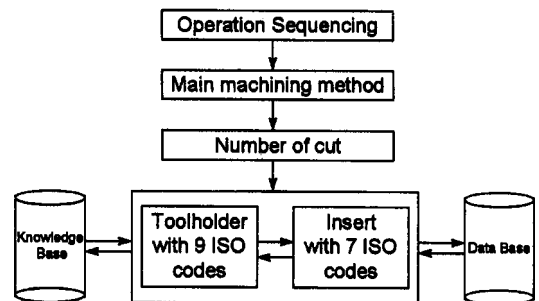 Operation Sequencing
Main machining method
Number of cut
Knowledge
Base
Toolholder
with 9 ISO
codes
Insert
with 7 ISO
codes
Data Base